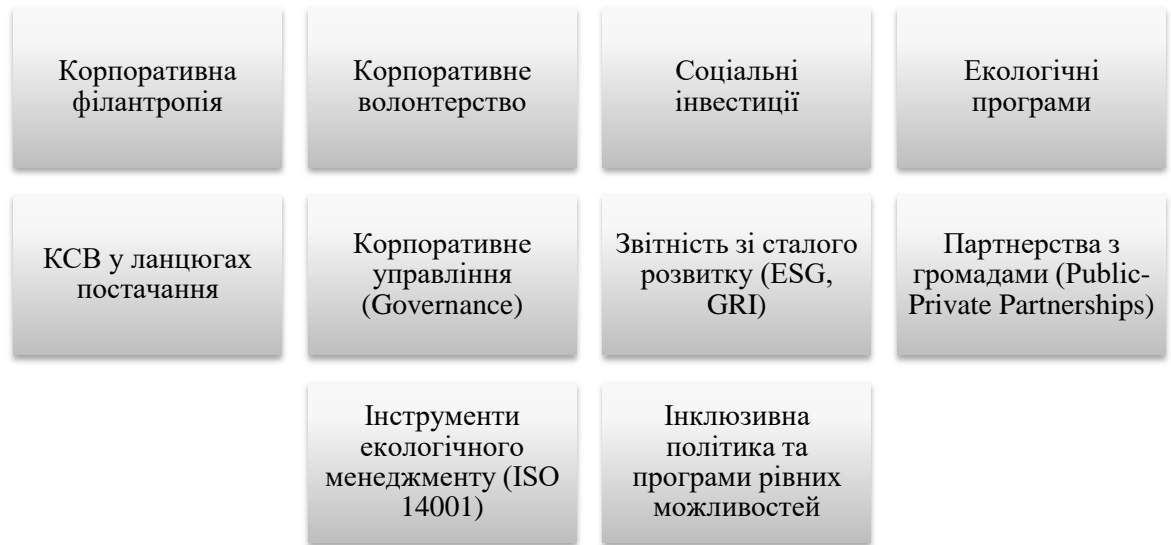 Корпоративна
філантропія
Корпоративне
волонтерство
Соціальні
інвестиції
Екологічні
програми
КСВ у ланцюгах
постачання
Корпоративне
управління
(Governance)
Звітність зі сталого
розвитку (ESG,
GRI)
Партнерства з
громадами (Public-
Private Partnerships)
Інструменти
екологічного
менеджменту (ISO
14001)
Інклюзивна
політика та
програми рівних
можливостей